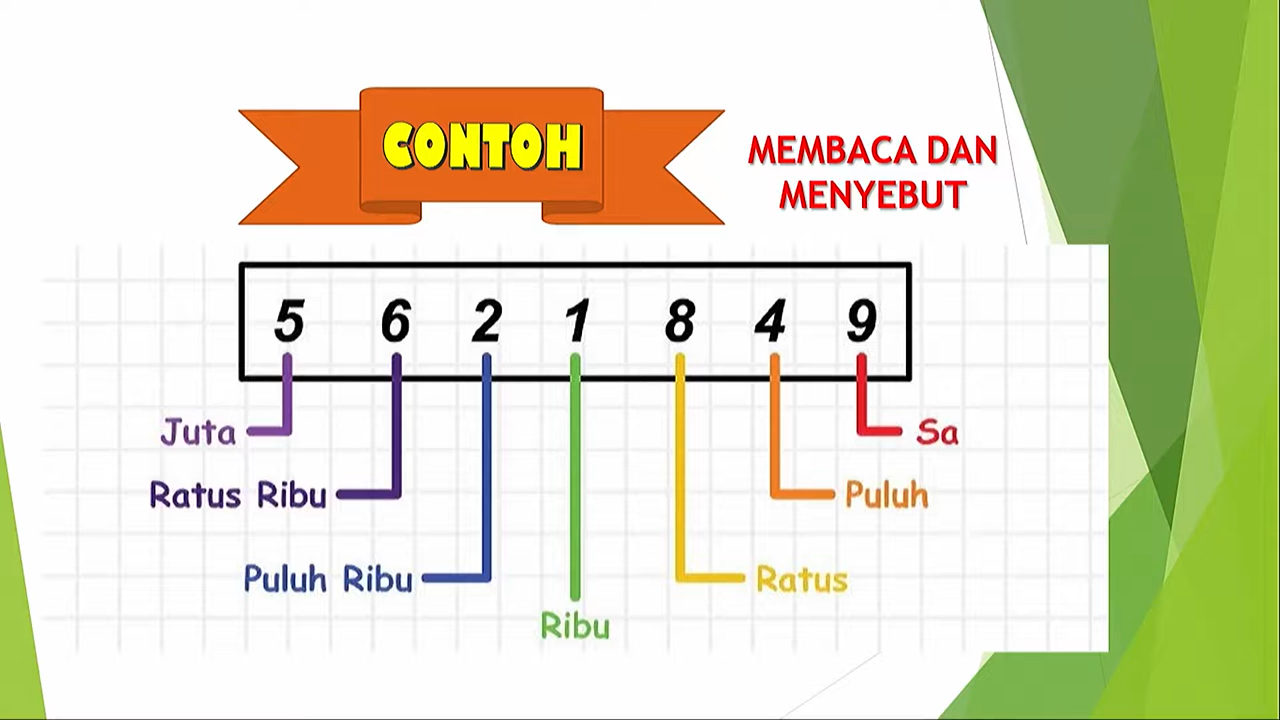 CONTOH
MEMBACA DAN
MENYEBUT
5 6 2 1 8 4 9
Juta
Sa
Ratus Ribu
Puluh
Puluh Ribu
Ratus
Ribu